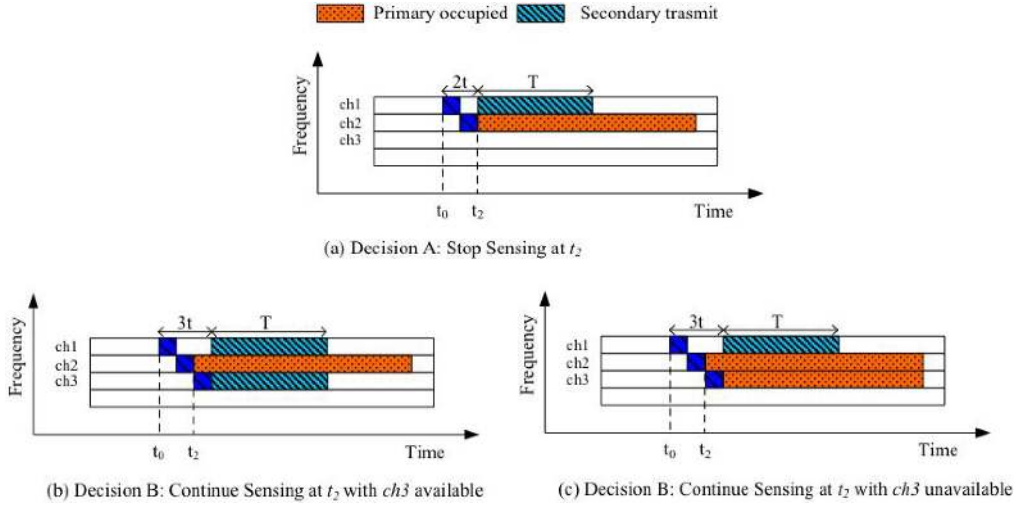 Primary occupied Secondary trasmit
Frequency
2t T
ch1
ch2
ch3
t0 t2 Time
(a) Decision A: Stop Sensing at t2
Frequency
3t T
ch1
ch2
ch3
t0 t2 Time
(b) Decision B: Continue Sensing at t2 with ch3 available
Frequency
3t T
ch1
ch2
ch3
t0 t2 Time
(c) Decision B: Continue Sensing at t2 with ch3 unavailable